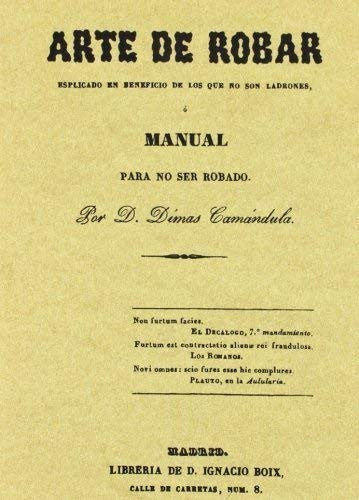 ARTE DE ROBAR
ESPLICADO EN BENEFICIO DE LOS QUE NO SON LADRONES,
ó
MANUAL
PARA NO SER ROBADO.
Por D. Dimas Camándula.
Non furtum facies.
EL DECALOGO, 7.º mandamiento.
Furtum est contractatio alienæ rei fraudulosa.
LOS ROMANOS.
Novi omnes: scio fures esse hic complures.
PLAUTO, en la Aulularia.
MADRID.
LIBRERIA DE D. IGNACIO BOIX,
CALLE DE CARRETAS, NUM. 8.